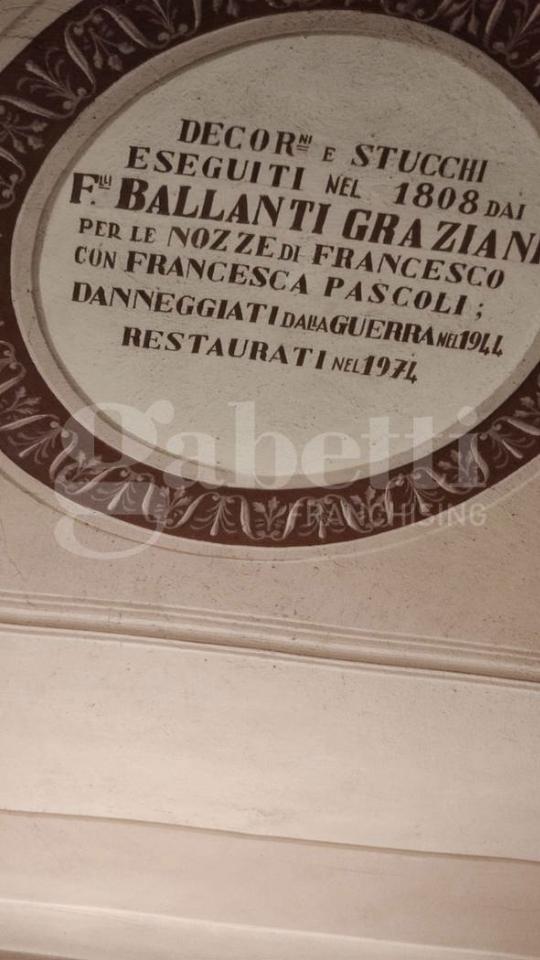 DECORNI E STUCCHI
ESEGUITI NEL 1808 DAI
F.LLI BALLANTI GRAZIANI
PER LE NOZZE DI FRANCESCO
CON FRANCESCA PASCOLI;
DANNEGGIATI DALLA GUERRA NEL 1944
RESTAURATI NEL 1974
gabetti
FRANCHISING